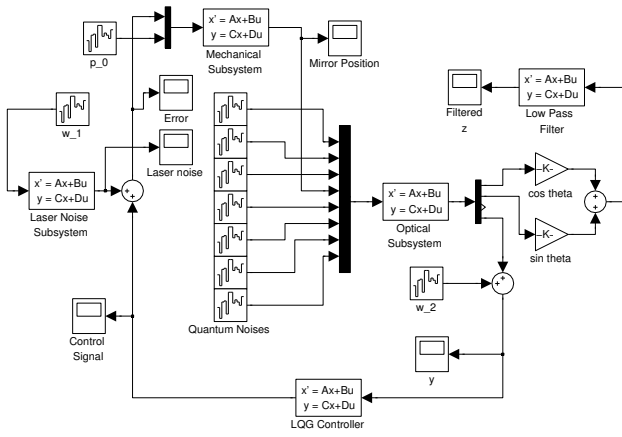 x' = Ax+Bu
y = Cx+Du
Mechanical
Subsystem
p_0
Mirror Position
w_1
Error
Laser noise
x' = Ax+Bu
y = Cx+Du
Laser Noise
Subsystem
Quantum Noises
x' = Ax+Bu
y = Cx+Du
Optical
Subsystem
Filtered
z
x' = Ax+Bu
y = Cx+Du
Low Pass
Filter
-K-
cos theta
-K-
sin theta
w_2
Control
Signal
y
x' = Ax+Bu
y = Cx+Du
LQG Controller